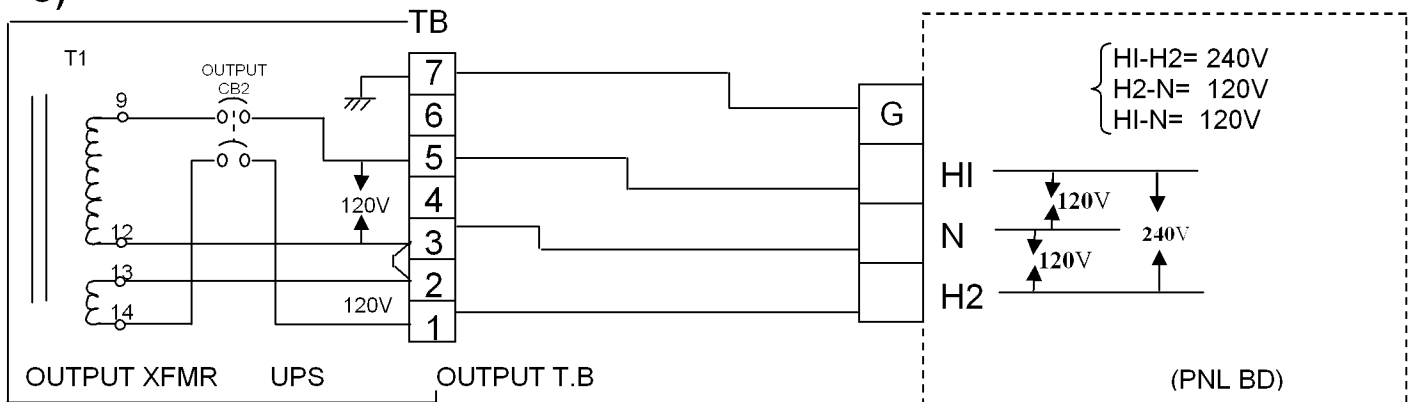 TB
T1
OUTPUT
CB2
9
12
13
14
120V
120V
7
6
5
4
3
2
1
OUTPUT XFMR UPS OUTPUT T.B
G
HI-H2= 240V
H2-N= 120V
HI-N= 120V
HI
N
H2
120V
120V
240V
(PNL BD)